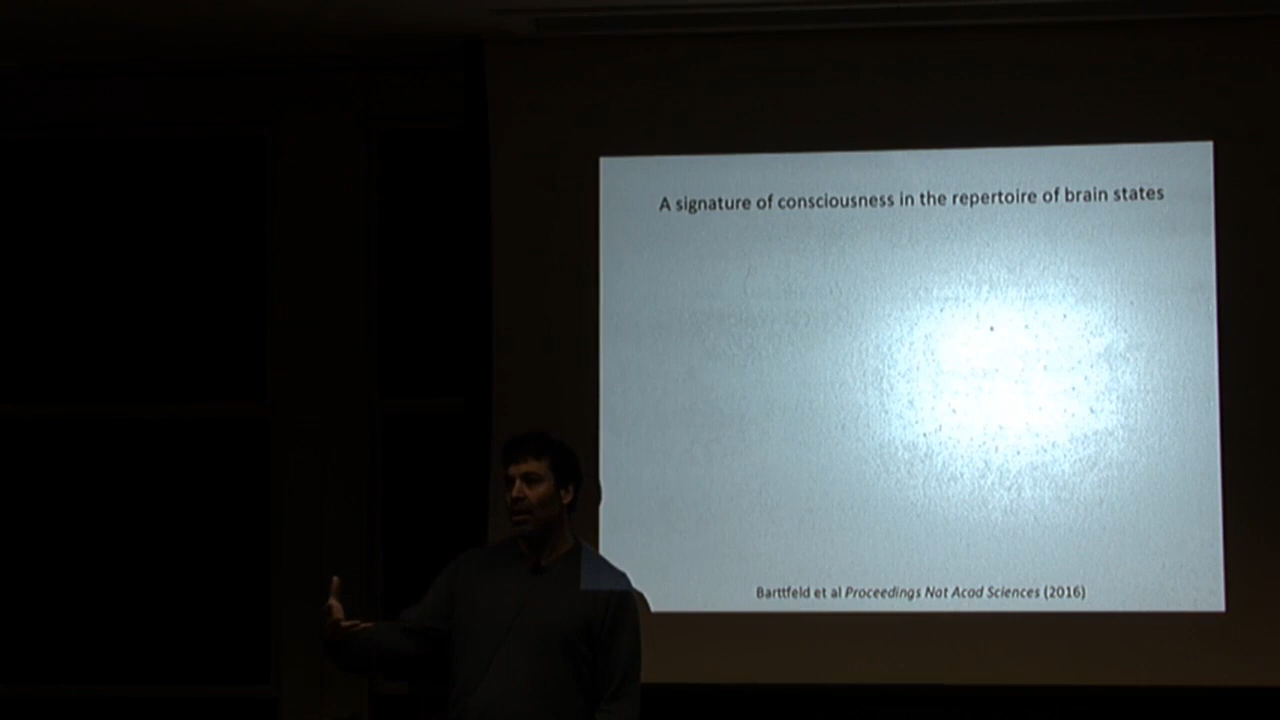 A signature of consciousness in the repertoire of brain states
Barttfeld et al Proceedings Nat Acad Sciences (2016)